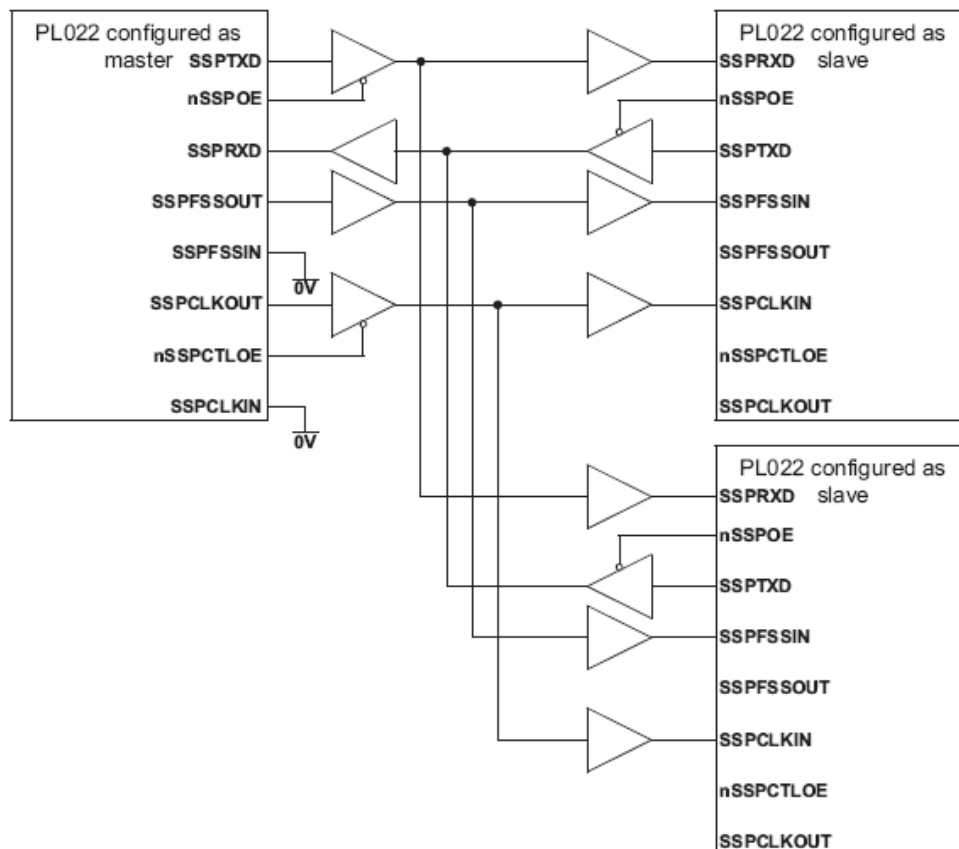 PL022 configured as
master
SSPTXD
nSSPOE
SSPRXD
SSPFSSOUT
SSPFSSIN
0V
SSPCLKOUT
nSSPCTLOE
SSPCLKIN
0V
PL022 configured as
SSPRXD slave
nSSPOE
SSPTXD
SSPFSSIN
SSPFSSOUT
SSPCLKIN
nSSPCTLOE
SSPCLKOUT
PL022 configured as
SSPRXD slave
nSSPOE
SSPTXD
SSPFSSIN
SSPFSSOUT
SSPCLKIN
nSSPCTLOE
SSPCLKOUT